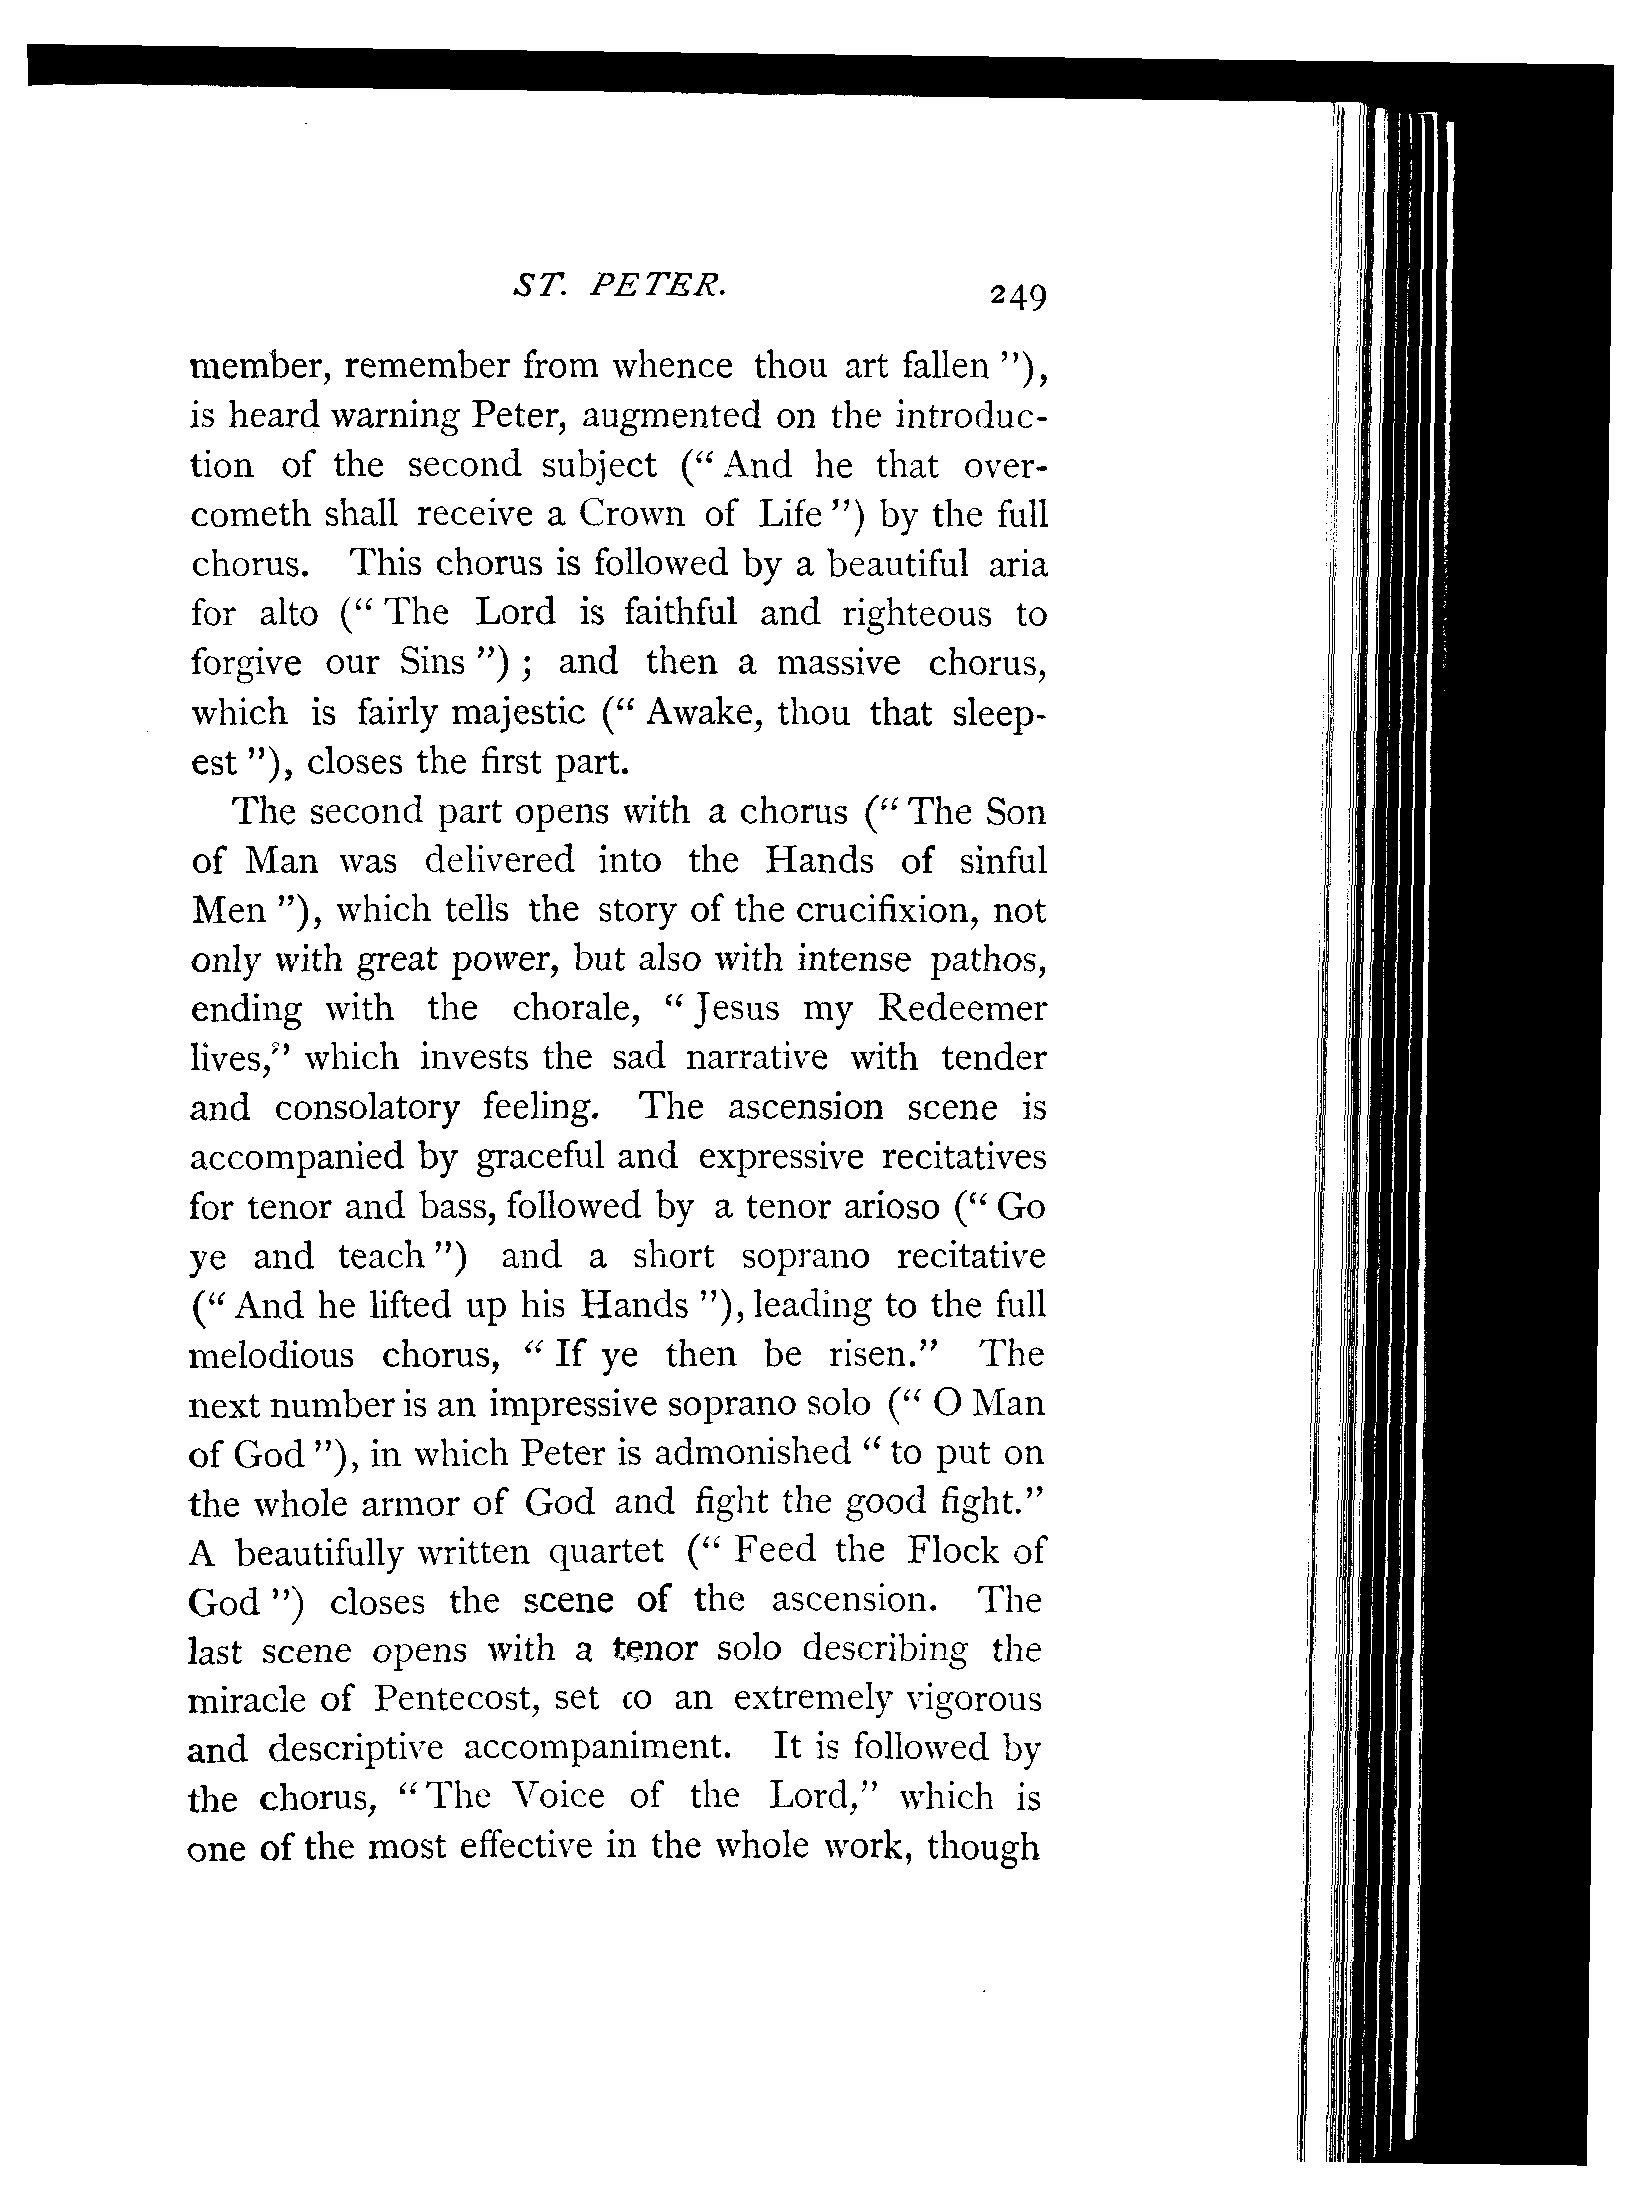 ST. PETER. 249
member, remember from whence thou art fallen "),
is heard warning Peter, augmented on the introduc-
tion of the second subject (" And he that over-
cometh shall receive a Crown of Life ") by the full
chorus. This chorus is followed by a beautiful aria
for alto (" The Lord is faithful and righteous to
forgive our Sins ") ; and then a massive chorus,
which is fairly majestic (" Awake, thou that sleep-
est "), closes the first part.
The second part opens with a chorus (" The Son
of Man was delivered into the Hands of sinful
Men "), which tells the story of the crucifixion, not
only with great power, but also with intense pathos,
ending with the chorale, " Jesus my Redeemer
lives," which invests the sad narrative with tender
and consolatory feeling. The ascension scene is
accompanied by graceful and expressive recitatives
for tenor and bass, followed by a tenor arioso (" Go
ye and teach ") and a short soprano recitative
(" And he lifted up his Hands "), leading to the full
melodious chorus, " If ye then be risen." The
next number is an impressive soprano solo (" O Man
of God "), in which Peter is admonished " to put on
the whole armor of God and fight the good fight."
A beautifully written quartet (" Feed the Flock of
God ") closes the scene of the ascension. The
last scene opens with a tenor solo describing the
miracle of Pentecost, set to an extremely vigorous
and descriptive accompaniment. It is followed by
the chorus, " The Voice of the Lord," which is
one of the most effective in the whole work, though